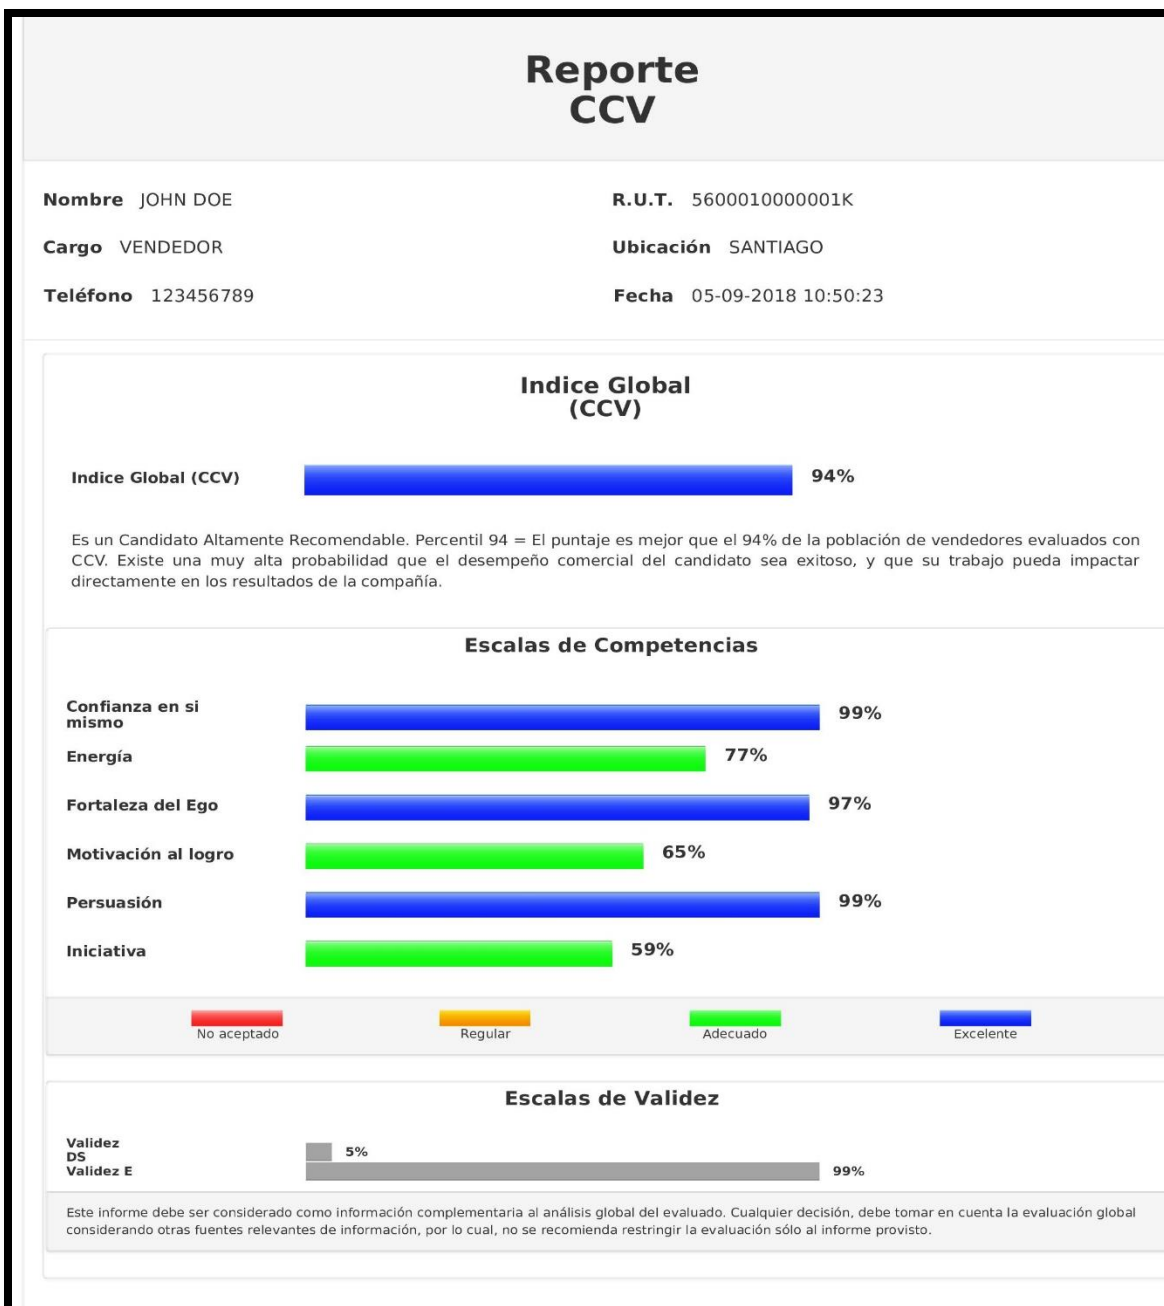 Reporte
CCV
Nombre JOHN DOE
R.U.T. 5600010000001K
Cargo VENDEDOR
Ubicación SANTIAGO
Teléfono 123456789
Fecha 05-09-2018 10:50:23
Indice Global
(CCV)
Indice Global (CCV)
94%
Es un Candidato Altamente Recomendable. Percentil 94 = El puntaje es mejor que el 94% de la población de vendedores evaluados con
CCV. Existe una muy alta probabilidad que el desempeño comercial del candidato sea exitoso, y que su trabajo pueda impactar
directamente en los resultados de la compañía.
Escalas de Competencias
Confianza en si
mismo
99%
Energía
77%
Fortaleza del Ego
97%
Motivación al logro
65%
Persuasión
99%
Iniciativa
59%
No aceptado
Regular
Adecuado
Excelente
Escalas de Validez
Validez
DS
5%
Validez E
99%
Este informe debe ser considerado como información complementaria al análisis global del evaluado. Cualquier decisión, debe tomar en cuenta la evaluación global
considerando otras fuentes relevantes de información, por lo cual, no se recomienda restringir la evaluación sólo al informe provisto.